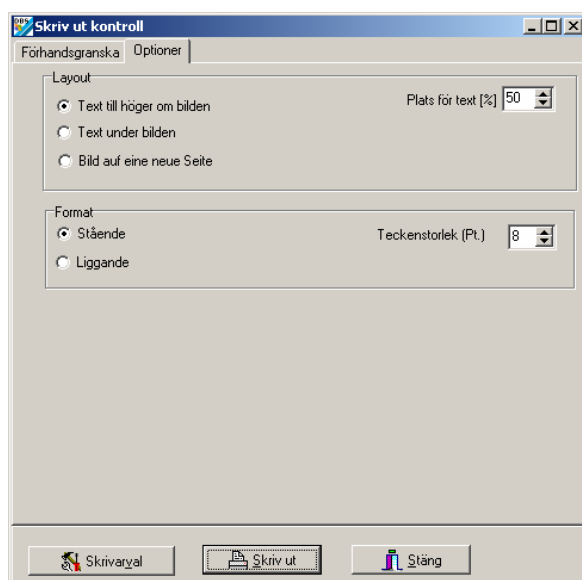 DBS
Skriv ut kontroll
Förhandsgranska Optioner
Layout
Text till höger om bilden
Plats för text [%] 50
Text under bilden
Bild auf eine neue Seite
Format
Stående
Teckenstorlek (Pt.) 8
Liggande
Skrivarval Skriv ut Stäng